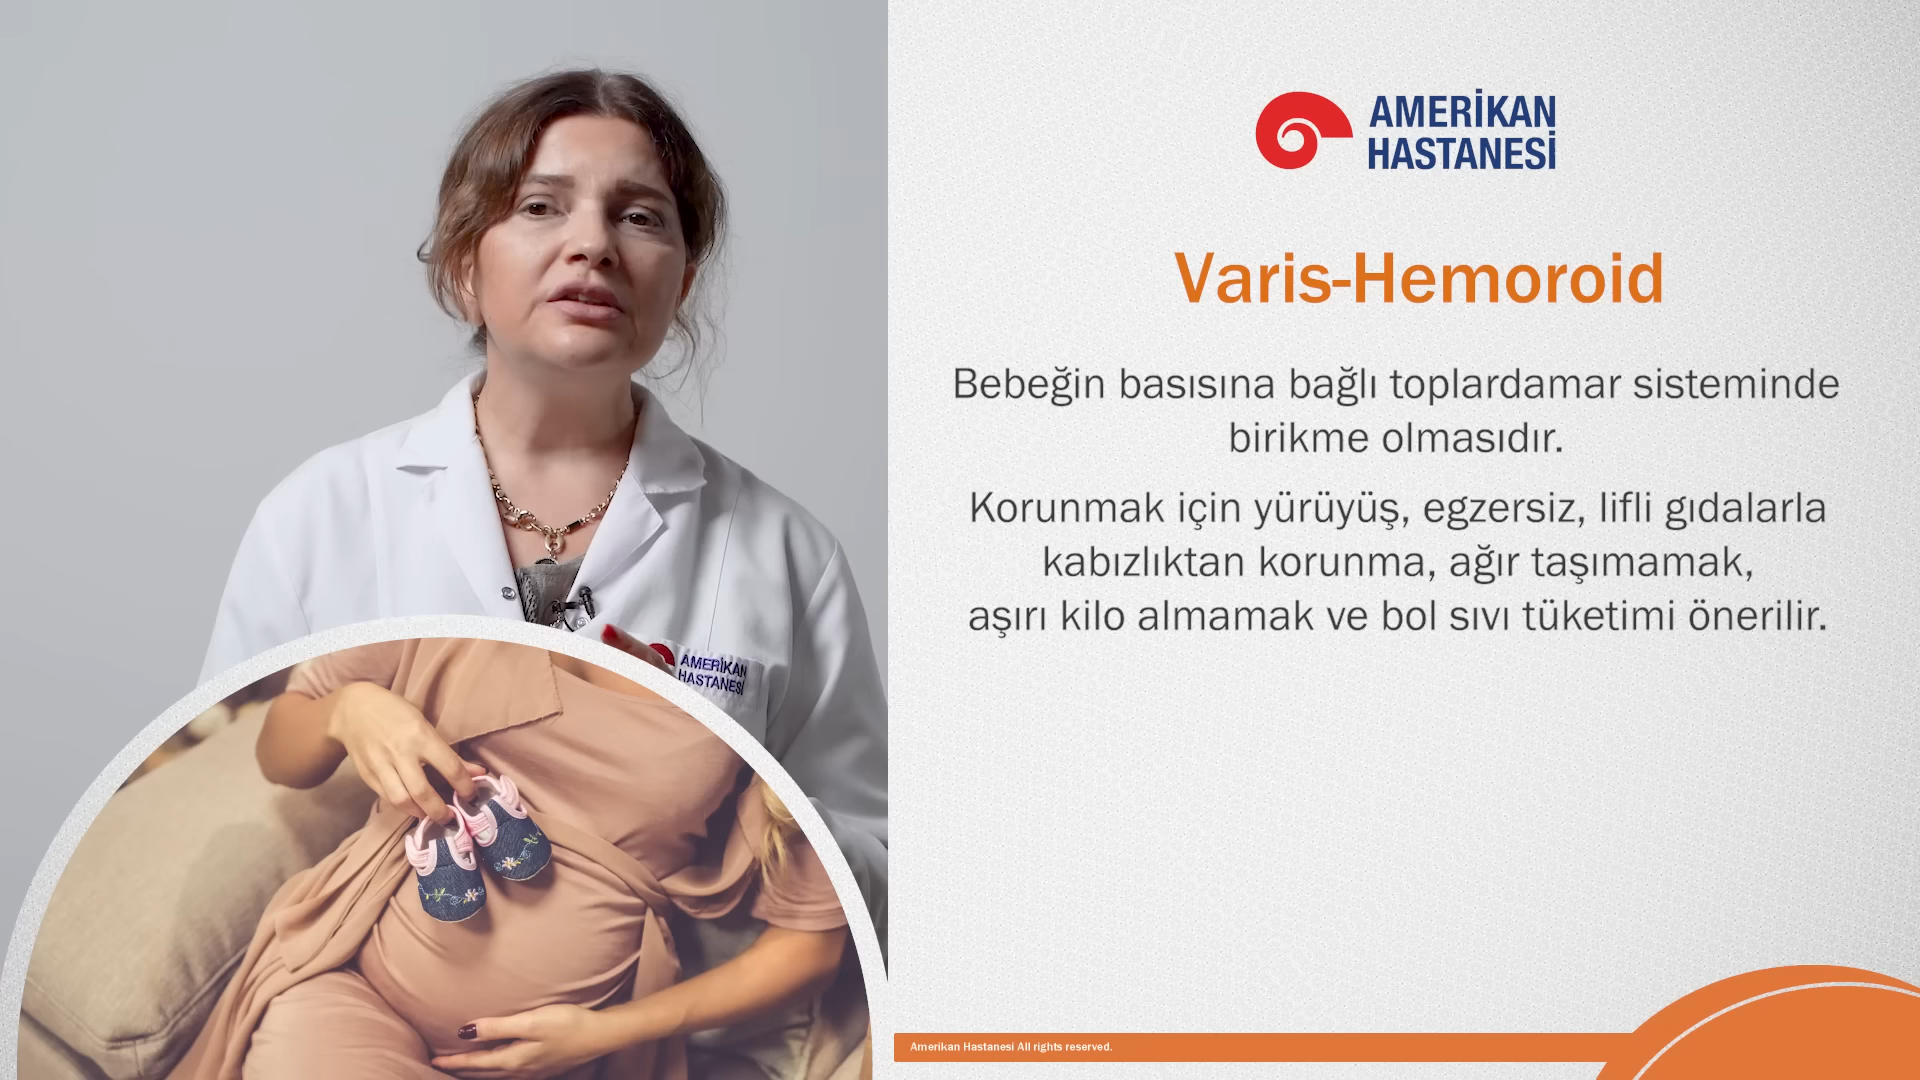 AMERİKAN
HASTANESİ
Varis-Hemoroid
Bebeğin basısına bağlı toplardamar sisteminde
birikme olmasıdır.
Korunmak için yürüyüş, egzersiz, lifli gıdalarla
kabızlıktan korunma, ağır taşımamak,
aşırı kilo almamak ve bol sıvı tüketimi önerilir.
AMERİKAN
HASTANESİ
Amerikan Hastanesi All rights reserved.